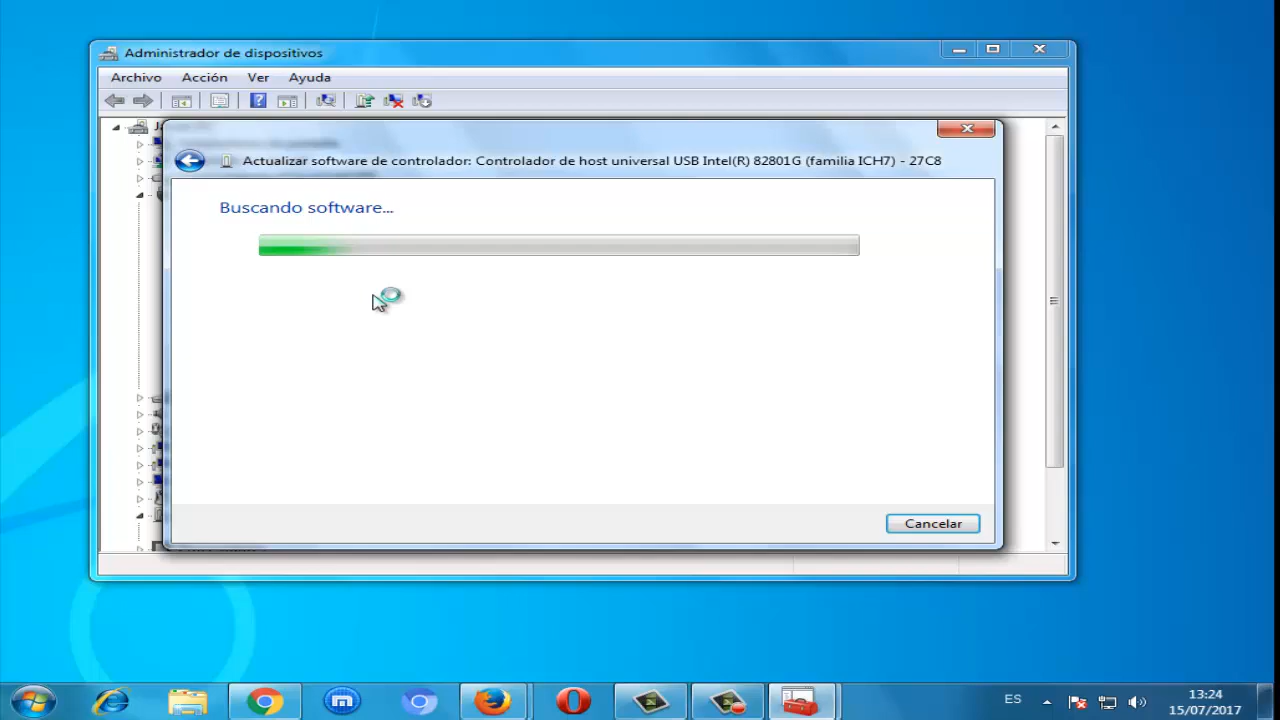 Administrador de dispositivos
Archivo Acción Ver Ayuda
Actualizar software de controlador: Controlador de host universal USB Intel(R) 82801G (familia ICH7) - 27C8
Buscando software...
Cancelar
ES
13:24
15/07/2017